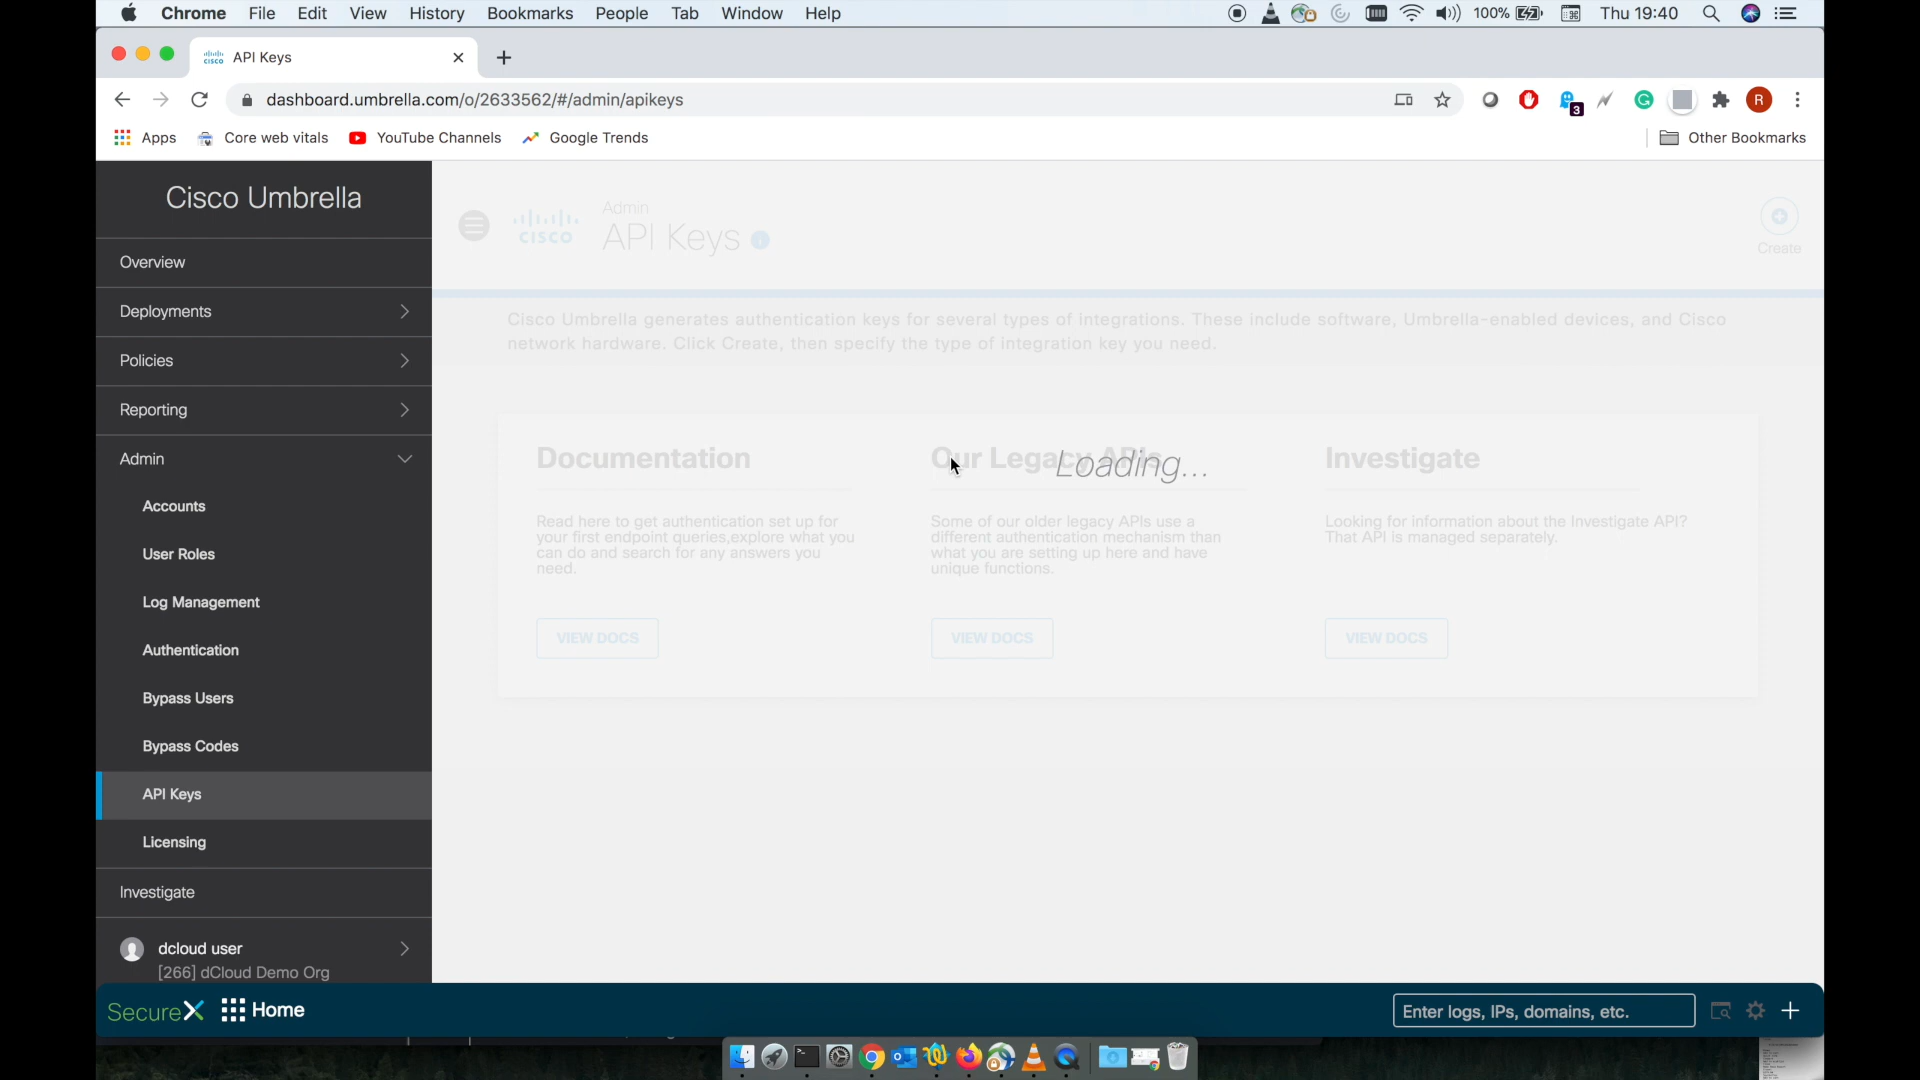 Chrome File Edit View History Bookmarks People Tab Window Help 100% Thu 19:40
cisco API Keys
dashboard.umbrella.com/o/2633562/#/admin/apikeys 3 G R
Apps Core web vitals YouTube Channels Google Trends Other Bookmarks
Cisco Umbrella
Overview
Deployments
Policies
Reporting
Admin
Accounts
User Roles
Log Management
Authentication
Bypass Users
Bypass Codes
API Keys
Licensing
Investigate
dcloud user
[266] dCloud Demo Org
cisco
Admin
API Keys
Create
Cisco Umbrella generates authentication keys for several types of integrations. These include software, Umbrella-enabled devices, and Cisco
network hardware. Click Create, then specify the type of integration key you need.
Documentation
Read here to get authentication set up for
your first endpoint queries,explore what you
can do and search for any answers you
need.
VIEW DOCS
Our Legacy APIs
Loading...
Some of our older legacy APIs use a
different authentication mechanism than
what you are setting up here and have
unique functions.
VIEW DOCS
Investigate
Looking for information about the Investigate API?
That API is managed separately.
VIEW DOCS
SecureX Home Enter logs, IPs, domains, etc.